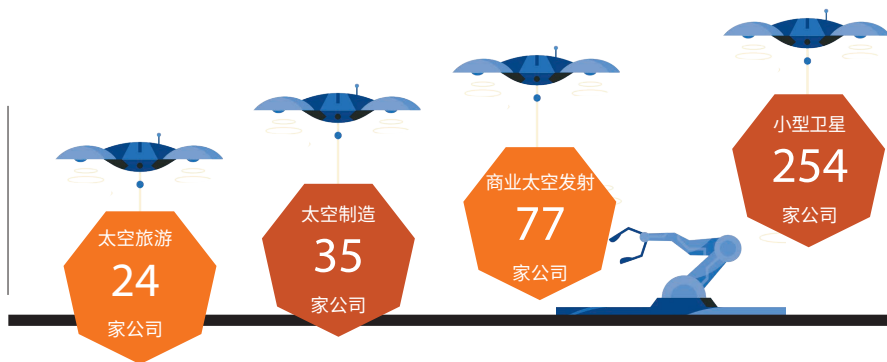 太空旅游
24
家公司
太空制造
35
家公司
商业太空发射
77
家公司
小型卫星
254
家公司